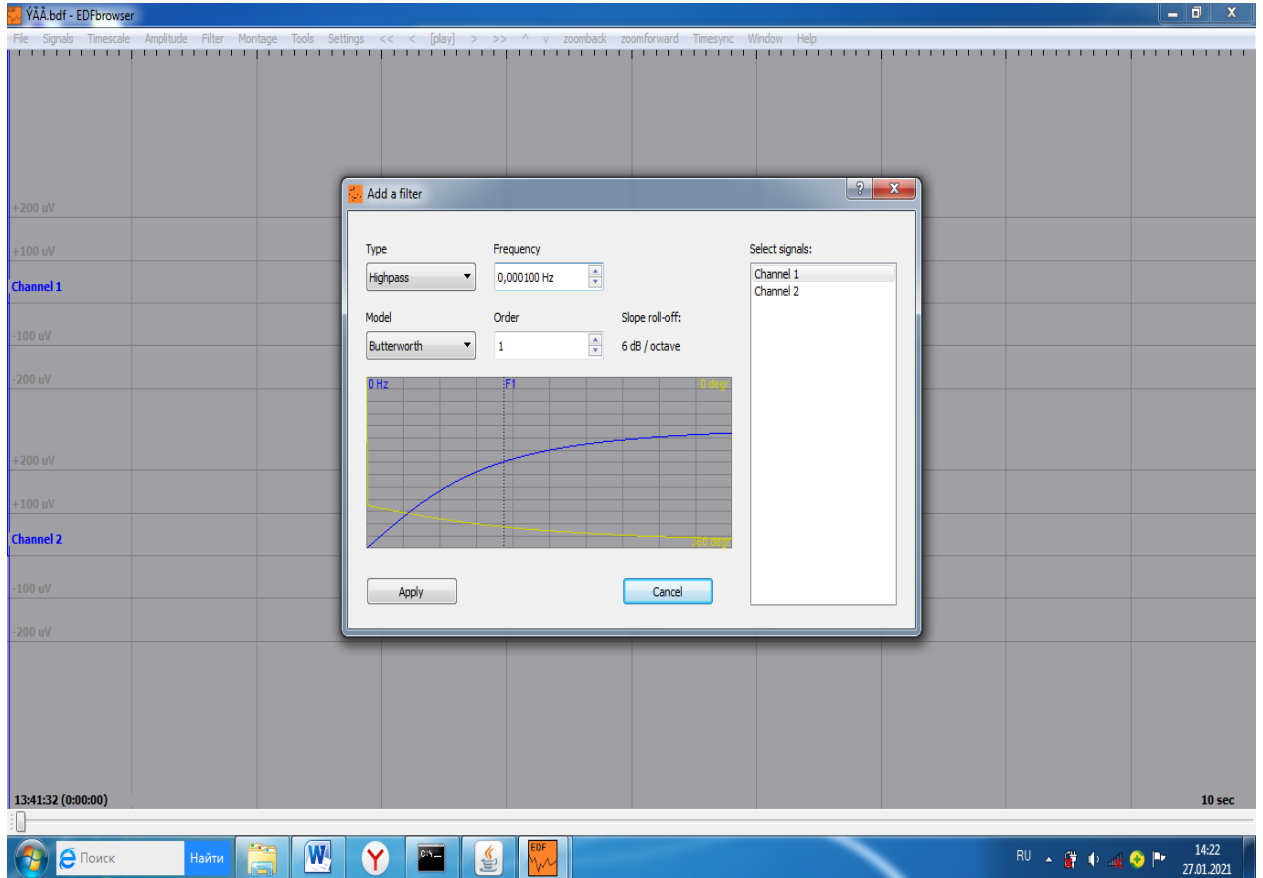 ÝÃÃ.bdf - EDFbrowser
File Signals Timescale Amplitude Filter Montage Tools Settings << < [play] > >> ^ v zoomback zoomforward Timesync Window Help
+200 uV
+100 uV
Channel 1
-100 uV
-200 uV
+200 uV
+100 uV
Channel 2
-100 uV
-200 uV
Add a filter
Type
Frequency
Select signals:
Highpass
0,000100 Hz
Channel 1
Channel 2
Model
Order
Slope roll-off:
Butterworth
1
6 dB / octave
0 Hz
F1
0 degr.
Apply
Cancel
13:41:32 (0:00:00)
10 sec
Поиск
Найти
W
Y
C:\_
EDF
RU
14:22
27.01.2021